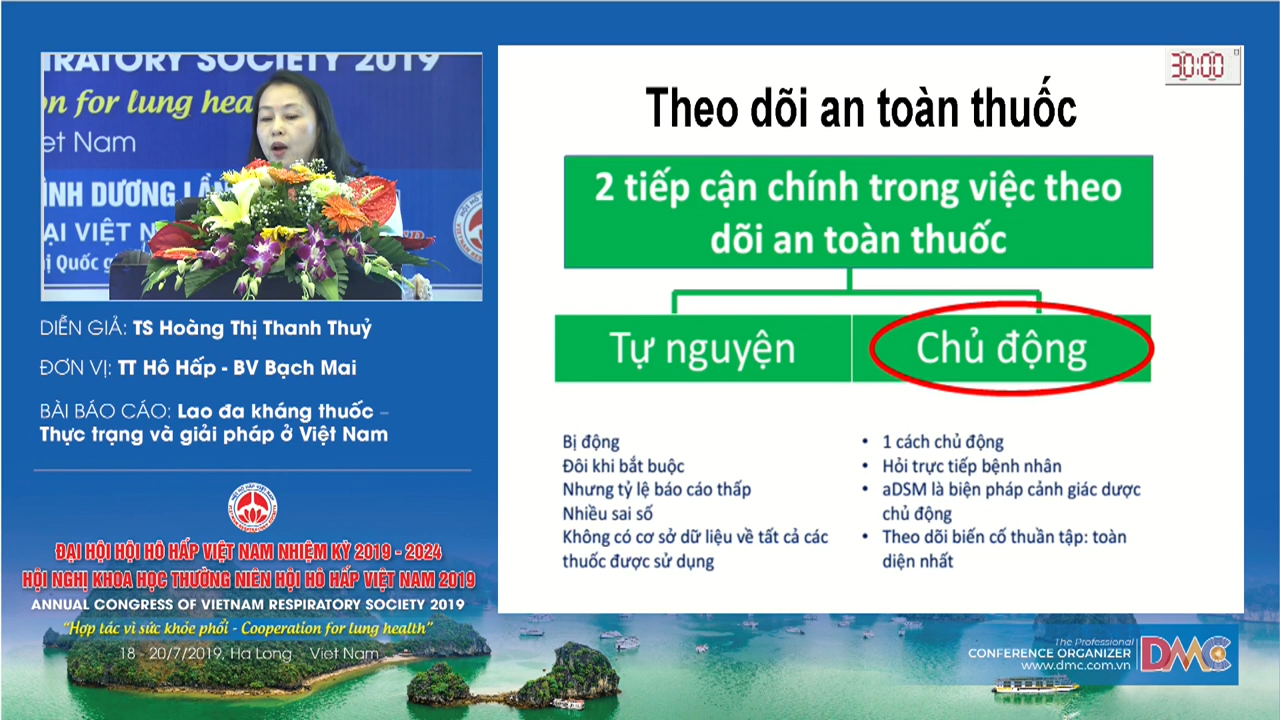 RESPIRATORY SOCIETY 2019
on for lung hea
et Nam
ÌNH DƯƠNG LẦN
ẠI VIỆT N
ị Quốc gi
DIỄN GIẢ: TS Hoàng Thị Thanh Thuỷ
ĐƠN VỊ: TT Hô Hấp - BV Bạch Mai
BÀI BÁO CÁO: Lao đa kháng thuốc –
Thực trạng và giải pháp ở Việt Nam
ĐẠI HỘI HỘI HÔ HẤP VIỆT NAM NHIỆM KỲ 2019 - 2024
HỘI NGHỊ KHOA HỌC THƯỜNG NIÊN HỘI HÔ HẤP VIỆT NAM 2019
ANNUAL CONGRESS OF VIETNAM RESPIRATORY SOCIETY 2019
“Hợp tác vì sức khỏe phổi - Cooperation for lung health”
18 - 20/7/2019, Ha Long - Viet Nam
30:00
Theo dõi an toàn thuốc
2 tiếp cận chính trong việc theo
dõi an toàn thuốc
Tự nguyện
Chủ động
Bị động
Đôi khi bắt buộc
Nhưng tỷ lệ báo cáo thấp
Nhiều sai số
Không có cơ sở dữ liệu về tất cả các
thuốc được sử dụng
• 1 cách chủ động
• Hỏi trực tiếp bệnh nhân
• aDSM là biện pháp cảnh giác dược
chủ động
• Theo dõi biến cố thuần tập: toàn
diện nhất
The Professional
CONFERENCE ORGANIZER
www.dmc.com.vn
DMC